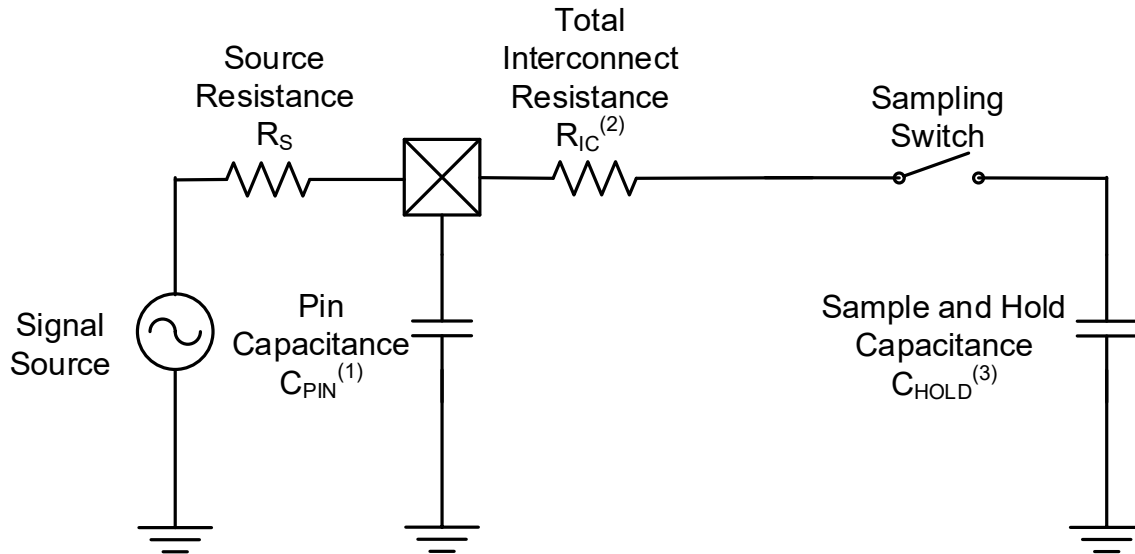 Source
Resistance
R_S
Total
Interconnect
Resistance
R_IC^(2)
Sampling
Switch
Signal
Source
Pin
Capacitance
C_PIN^(1)
Sample and Hold
Capacitance
C_HOLD^(3)